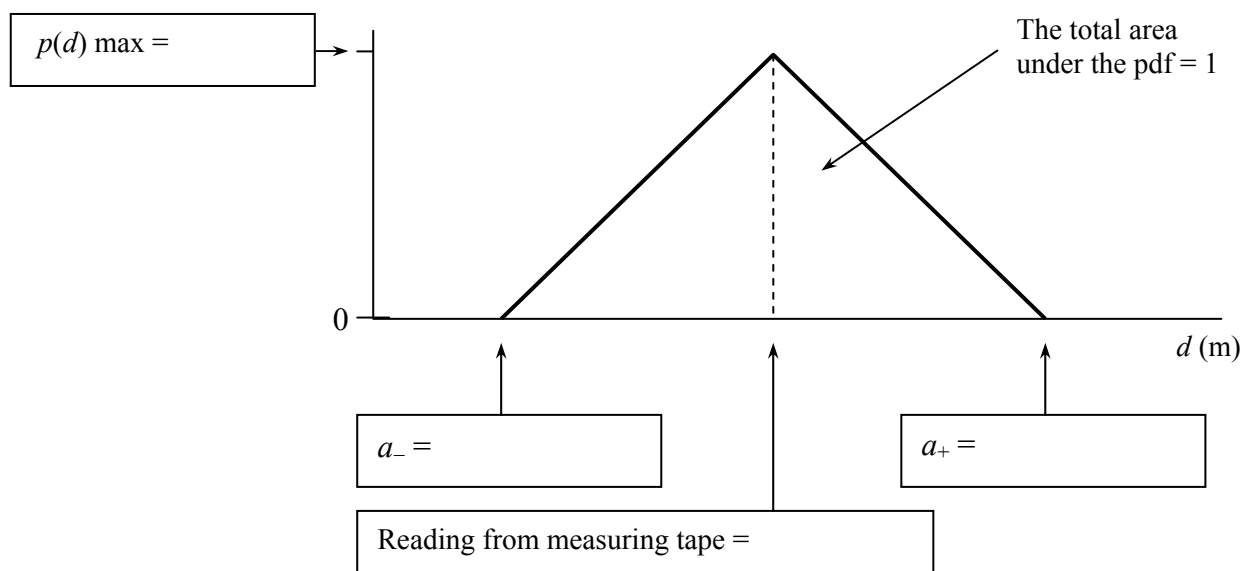 p(d) max =
The total area
under the pdf = 1
0
d (m)
a₋ =
a₊ =
Reading from measuring tape =